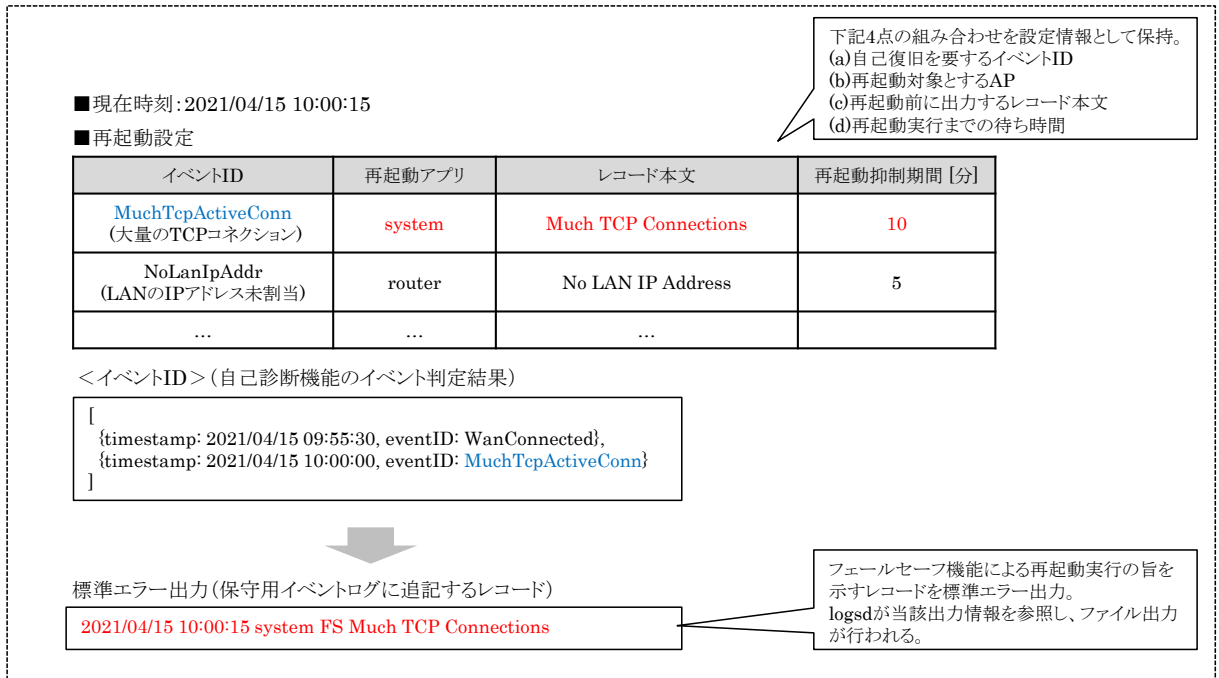 下記4点の組み合わせを設定情報として保持。
(a)自己復旧を要するイベントID
(b)再起動対象とするAP
(c)再起動前に出力するレコード本文
(d)再起動実行までの待ち時間
■現在時刻:2021/04/15 10:00:15
■再起動設定
イベントID 再起動アプリ レコード本文 再起動抑制期間 [分]
MuchTcpActiveConn
(大量のTCPコネクション) system Much TCP Connections 10
NoLanIpAddr
(LANのIPアドレス未割当) router No LAN IP Address 5
… … …
＜イベントID＞(自己診断機能のイベント判定結果)
[
{timestamp: 2021/04/15 09:55:30, eventID: WanConnected},
{timestamp: 2021/04/15 10:00:00, eventID: MuchTcpActiveConn}
]
標準エラー出力(保守用イベントログに追記するレコード)
2021/04/15 10:00:15 system FS Much TCP Connections
フェールセーフ機能による再起動実行の旨を
示すレコードを標準エラー出力。
logsdが当該出力情報を参照し、ファイル出力
が行われる。